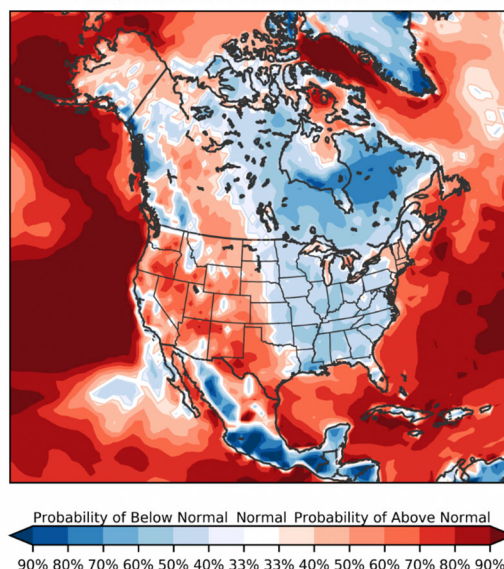 Probability of Below Normal Normal Probability of Above Normal
90% 80% 70% 60% 50% 40% 33% 33% 40% 50% 60% 70% 80% 90%